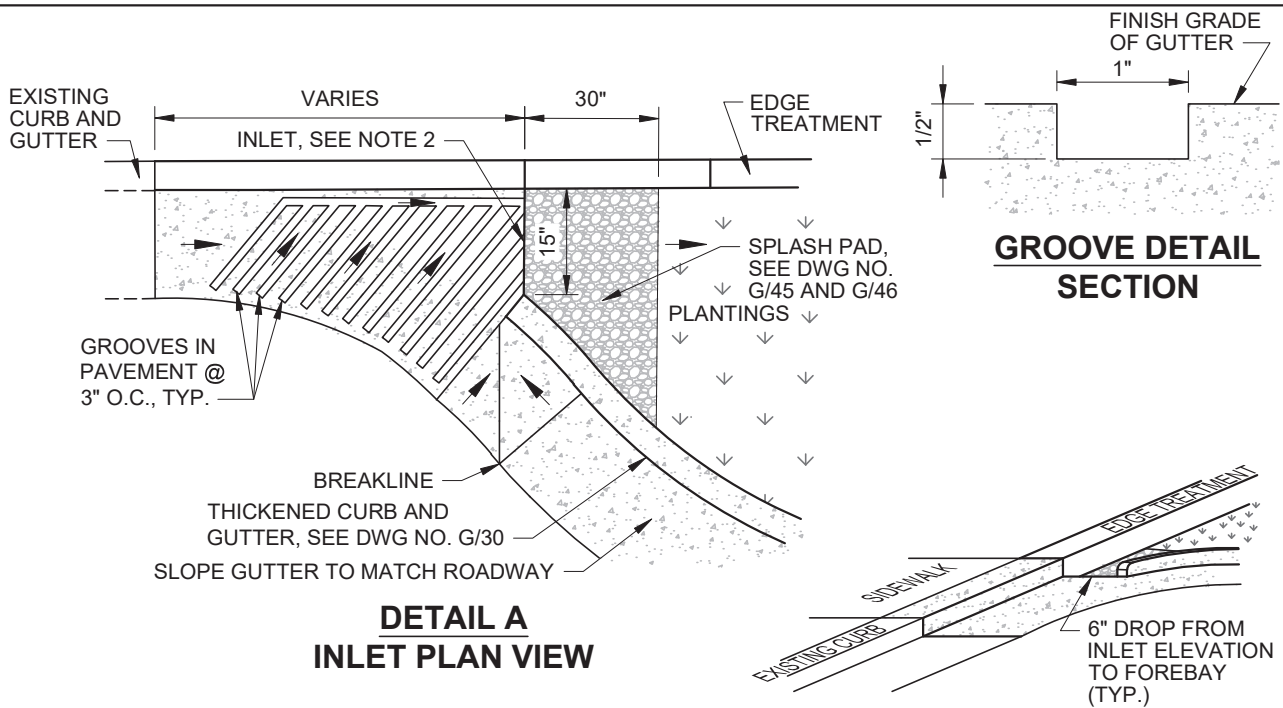 EXISTING
CURB AND
GUTTER
VARIES
30"
INLET, SEE NOTE 2
EDGE
TREATMENT
15"
SPLASH PAD,
SEE DWG NO.
G/45 AND G/46
PLANTINGS
GROOVES IN
PAVEMENT @
3" O.C., TYP.
BREAKLINE
THICKENED CURB AND
GUTTER, SEE DWG NO. G/30
SLOPE GUTTER TO MATCH ROADWAY
DETAIL A
INLET PLAN VIEW
FINISH GRADE
OF GUTTER
1"
1/2"
GROOVE DETAIL
SECTION
EDGE TREATMENT
SIDEWALK
EXISTING CURB
6" DROP FROM
INLET ELEVATION
TO FOREBAY
(TYP.)